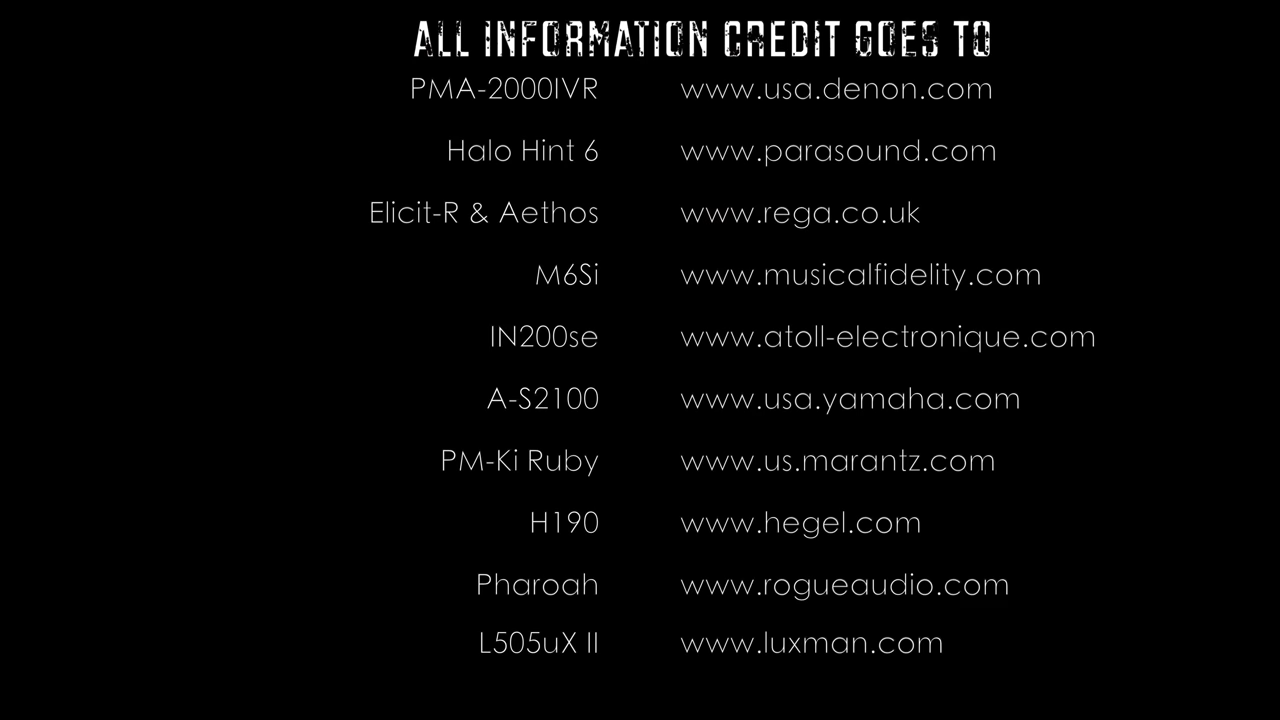 ALL INFORMATION CREDIT GOES TO
PMA-2000IVR www.usa.denon.com
Halo Hint 6 www.parasound.com
Elicit-R & Aethos www.rega.co.uk
M6Si www.musicalfidelity.com
IN200se www.atoll-electronique.com
A-S2100 www.usa.yamaha.com
PM-Ki Ruby www.us.marantz.com
H190 www.hegel.com
Pharoah www.rogueaudio.com
L505uX II www.luxman.com